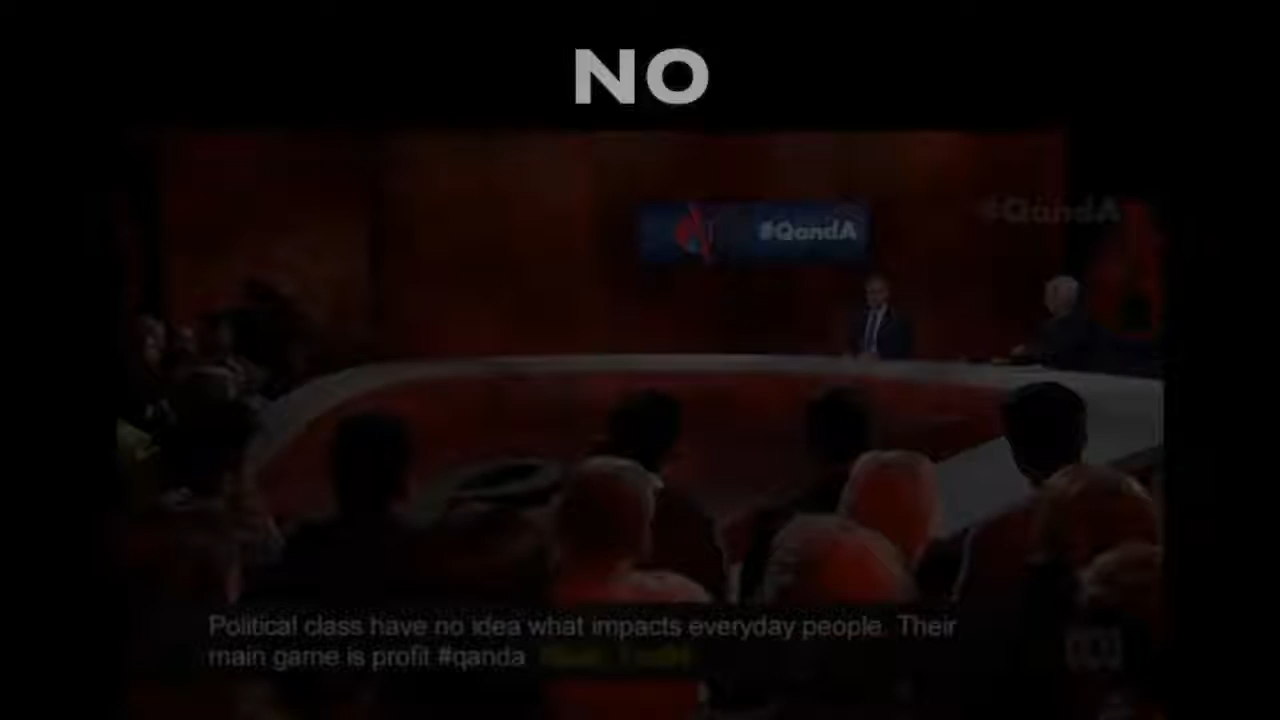 NO
#QandA
#QandA
Political class have no idea what impacts everyday people. Their
main game is profit #qanda